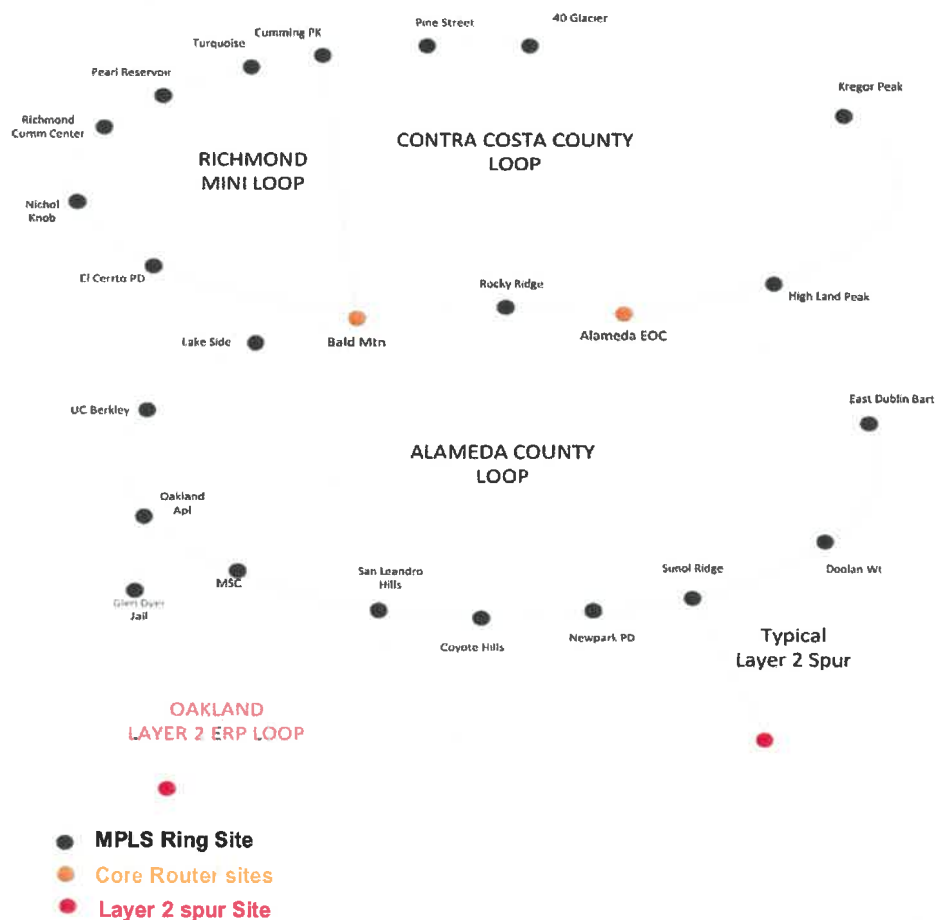 Pine Street
40 Glacier
Cumming PK
Turquoise
Pearl Reservoir
Kregor Peak
Richmond
Comm Center
CONTRA COSTA COUNTY
LOOP
RICHMOND
MINI LOOP
Nichol
Knob
El Cerrto PD
Rocky Ridge
High Land Peak
Lake Side
Bald Mtn
Alameda EOC
UC Berkley
East Dublin Bart
ALAMEDA COUNTY
LOOP
Oakland
Apl
MSC
San Leandro
Hills
Sunol Ridge
Doolan Wt
Glen Dyer
Jail
Coyote Hills
Newpark PD
Typical
Layer 2 Spur
OAKLAND
LAYER 2 ERP LOOP
MPLS Ring Site
Core Router sites
Layer 2 spur Site